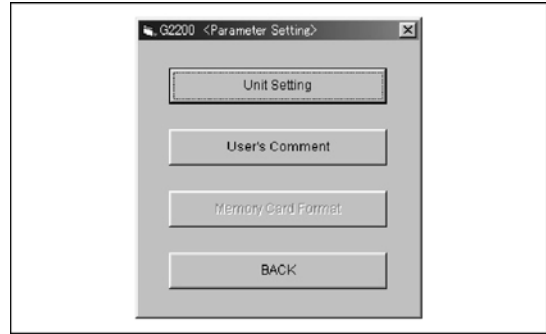 G2200 <Parameter Setting>
Unit Setting
User's Comment
Memory Card Format
BACK